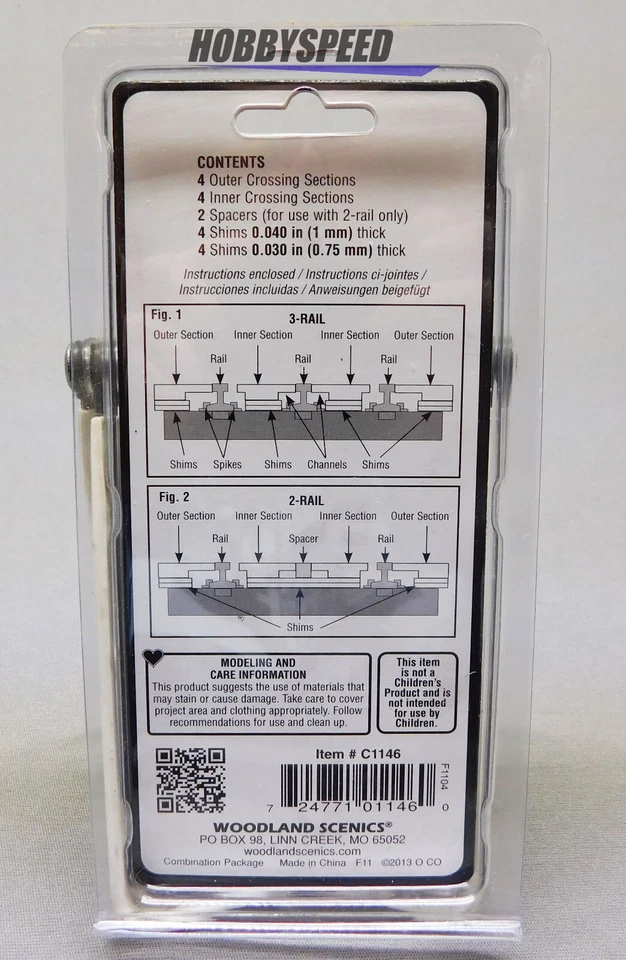 HOBBYSPEED
CONTENTS
4 Outer Crossing Sections
4 Inner Crossing Sections
2 Spacers (for use with 2-rail only)
4 Shims 0.040 in (1 mm) thick
4 Shims 0.030 in (0.75 mm) thick
Instructions enclosed / Instructions ci-jointes /
Instrucciones incluidas / Anweisungen beigefügt
Fig. 1
3-RAIL
Outer Section Inner Section Inner Section Outer Section
Rail Rail Rail
Shims Spikes Shims Channels Shims
Fig. 2
2-RAIL
Outer Section Inner Section Inner Section Outer Section
Rail Spacer Rail
Shims
MODELING AND
CARE INFORMATION
This product suggests the use of materials that
may stain or cause damage. Take care to cover
project area and clothing appropriately. Follow
recommendations for use and clean up.
This item
is not a
Children's
Product and is
not intended
for use by
Children.
Item # C1146
F1104
7 24771 01146 0
WOODLAND SCENICS®
PO BOX 98, LINN CREEK, MO 65052
woodlandscenics.com
Combination Package Made in China F11 ©2013 O CO